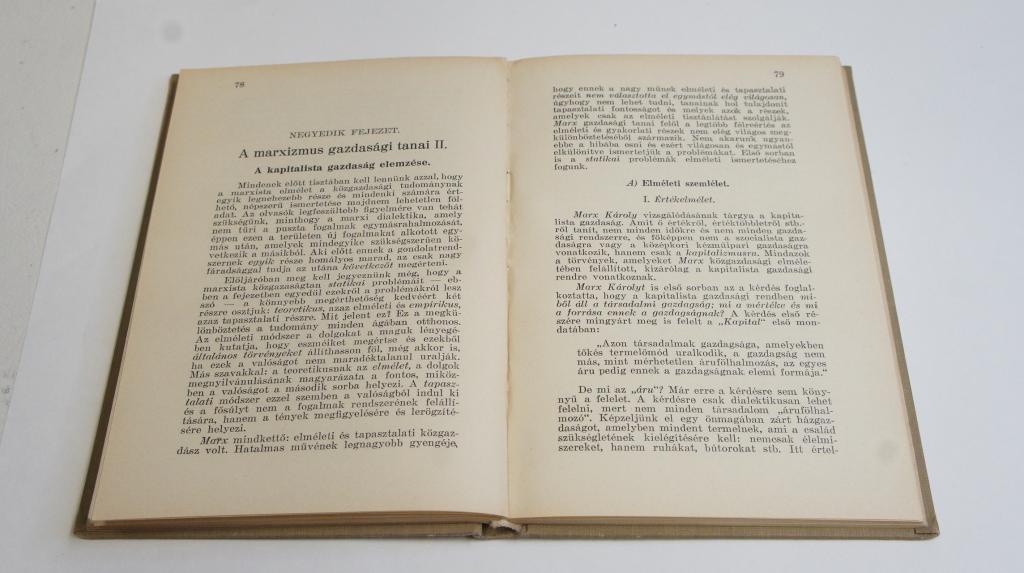 78
NEGYEDIK FEJEZET.
A marxizmus gazdasági tanai II.
A kapitalista gazdaság elemzése.
Mindenek előtt tisztában kell lennünk azzal, hogy
a marxista elmélet a közgazdasági tudománynak
egyik legnehezebb része és mindenki számára ért-
hető, népszerű ismertetése majdnem lehetetlen föl-
adat. Az olvasók legfeszültebb figyelmére van tehát
szükségünk, minthogy a marxi dialektika, amely
nem tűri a puszta fogalmak egymásrahalmozását,
éppen ezen a területen új fogalmakat alkotott egy-
más után, amelyek mindegyike szükségszerüen kö-
vetkezik a másikból. Aki előtt ennek a gondolatrend-
szernek egyik része homályos marad, az csak nagy
fáradsággal tudja az utána következőt megérteni.
Elöljáróban meg kell jegyeznünk még, hogy a
marxista közgazdaságtan statikai problémáit — eb-
ben a fejezetben egyedül ezekről a problémákról lesz
szó — a könnyebb megérthetőség kedvéért két
részre osztjuk: teoretikus, azaz elméleti és empirikus,
azaz tapasztalati részre. Mit jelent ez? Ez a megkü-
lönböztetés a tudomány minden ágában otthonos.
Az elméleti módszer a dolgokat a maguk lényegé-
ben kutatja, hogy eszméiket megértse és ezekből
általános törvényeket állíthasson föl, még akkor is,
ha ezek a valóságot nem maradéktalanul uralják.
Más szavakkal: a teoretikusnak az elmélet, a dolgok
megnyilvánulásának magyarázata a fontos, miköz-
ben a valóságot a második sorba helyezi. A tapasz-
talati módszer ezzel szemben a valóságból indul ki
és a fősúlyt nem a fogalmak rendszerének felállí-
tására, hanem a tények megfigyelésére és lerögzíté-
sére helyezi.
Marx mindkettő: elméleti és tapasztalati közgaz-
dász volt. Hatalmas művének legnagyobb gyengéje,
79
hogy ennek a nagy műnek elméleti és tapasztalati
részeit nem választotta el egymástól elég világosan,
úgyhogy nem lehet tudni, tanainak hol tulajdonít
tapasztalati fontosságot és melyek azok a részek,
amelyek csak az elméleti tisztánlátást szolgálják.
Marx gazdasági tanai felől a legtöbb félreértés az
elméleti és gyakorlati részek nem elég világos meg-
különböztetéséből származik. Nem akarunk ugyan-
ebbe a hibába esni és ezért világosan és egymástól
elkülönítve ismertetjük a problémákat. Első sorban
is a statikai problémák elméleti ismertetéséhez
fogunk.
A) Elméleti szemlélet.
I. Értékelmélet.
Marx Károly vizsgálódásának tárgya a kapita-
lista gazdaság. Amit ő értékről, értéktöbbletről stb.-
ről tanít, nem minden időkre és nem minden gazda-
sági rendszerre, és főképpen nem a szocialista gaz-
daságra vagy a középkori kézműipari gazdaságra
vonatkozik, hanem csak a kapitalizmusra. Mindazok
a törvények, amelyeket Marx közgazdasági elméle-
tében felállított, kizárólag a kapitalista gazdasági
rendre vonatkoznak.
Marx Károlyt is első sorban az a kérdés foglal-
koztatta, hogy a kapitalista gazdasági rendben mi-
ből áll a társadalmi gazdagság; mi a mértéke és mi
a forrása ennek a gazdagságnak? A kérdés első ré-
szére mingyárt meg is felelt a „Kapital“ első mon-
datában:
„Azon társadalmak gazdagsága, amelyekben
tőkés termelőmód uralkodik, a gazdagság nem
más, mint mérhetetlen árufölhalmozás, az egyes
áru pedig ennek a gazdagságnak elemi formája.“
De mi az „áru“? Már erre a kérdésre sem köny-
nyű a felelet. A kérdésre csak dialektikusan lehet
felelni, mert nem minden társadalom „árufölhal-
mozó“. Képzeljünk el egy önmagában zárt házgaz-
daságot, amelyben mindent termelnek, ami a család
szükségletének kielégítésére kell: nemcsak élelmi-
szereket, hanem ruhákat, bútorokat stb. Itt értel-